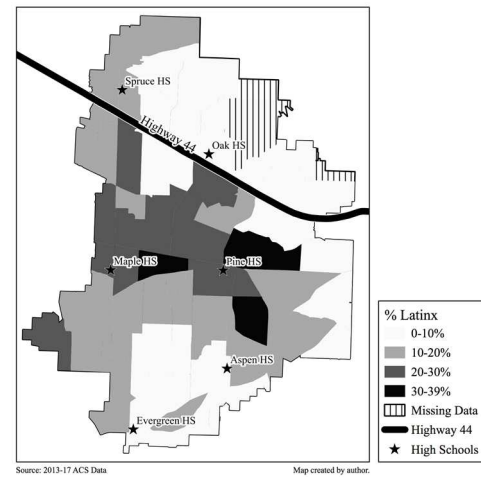 Spruce HS
Highway 44
Oak HS
Maple HS
Pine HS
Aspen HS
Evergreen HS
% Latinx
0-10%
10-20%
20-30%
30-39%
Missing Data
Highway 44
High Schools
Source: 2013-17 ACS Data
Map created by author.